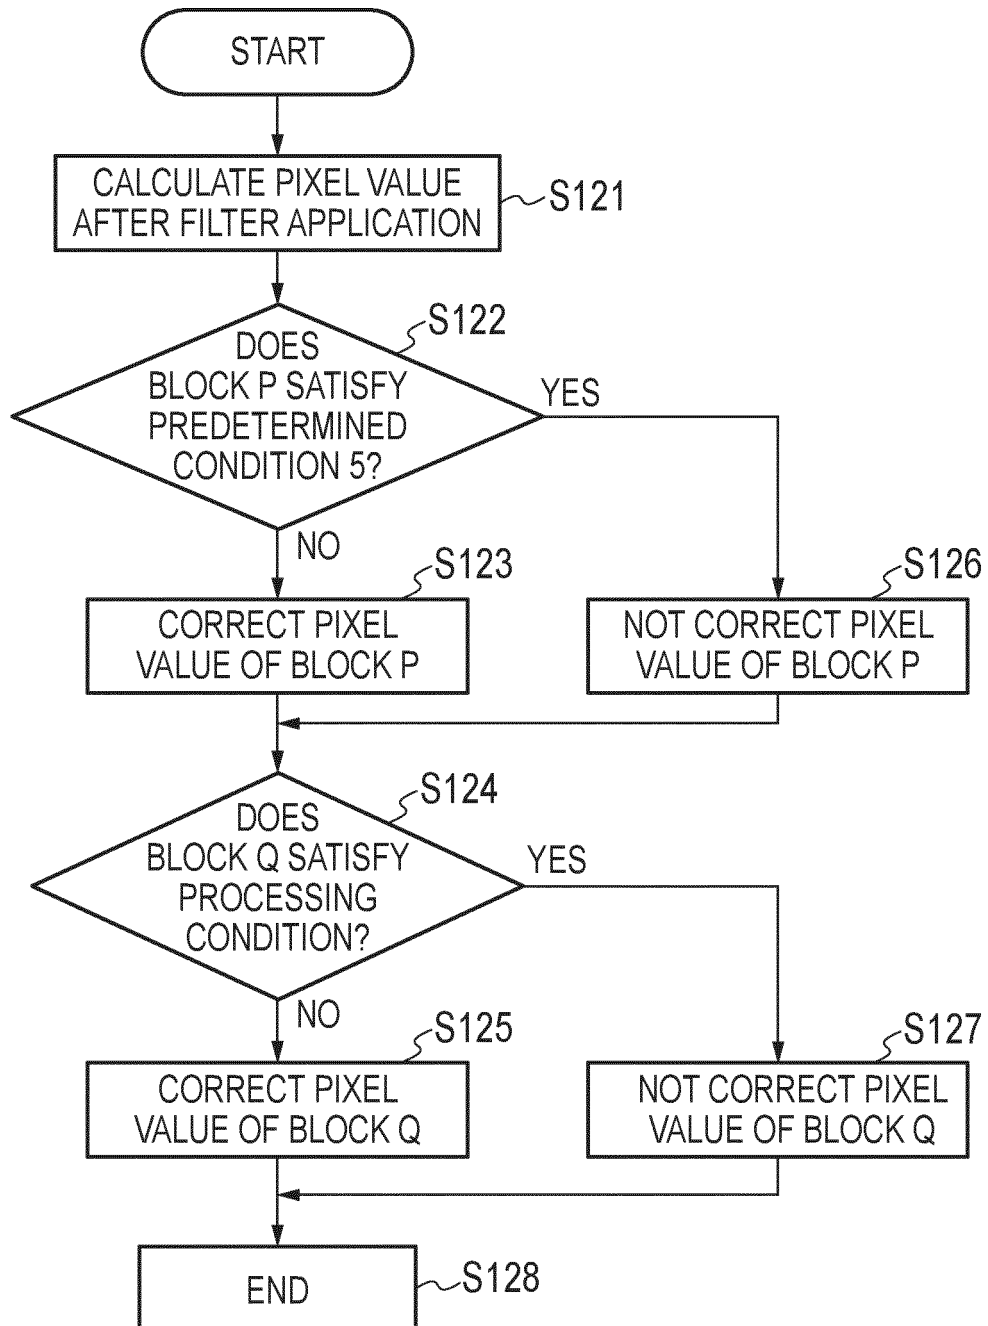 START
CALCULATE PIXEL VALUE
AFTER FILTER APPLICATION
S121
S122
DOES
BLOCK P SATISFY
PREDETERMINED
CONDITION 5?
YES
NO
S123
CORRECT PIXEL
VALUE OF BLOCK P
S126
NOT CORRECT PIXEL
VALUE OF BLOCK P
S124
DOES
BLOCK Q SATISFY
PROCESSING
CONDITION?
YES
NO
S125
CORRECT PIXEL
VALUE OF BLOCK Q
S127
NOT CORRECT PIXEL
VALUE OF BLOCK Q
END
S128